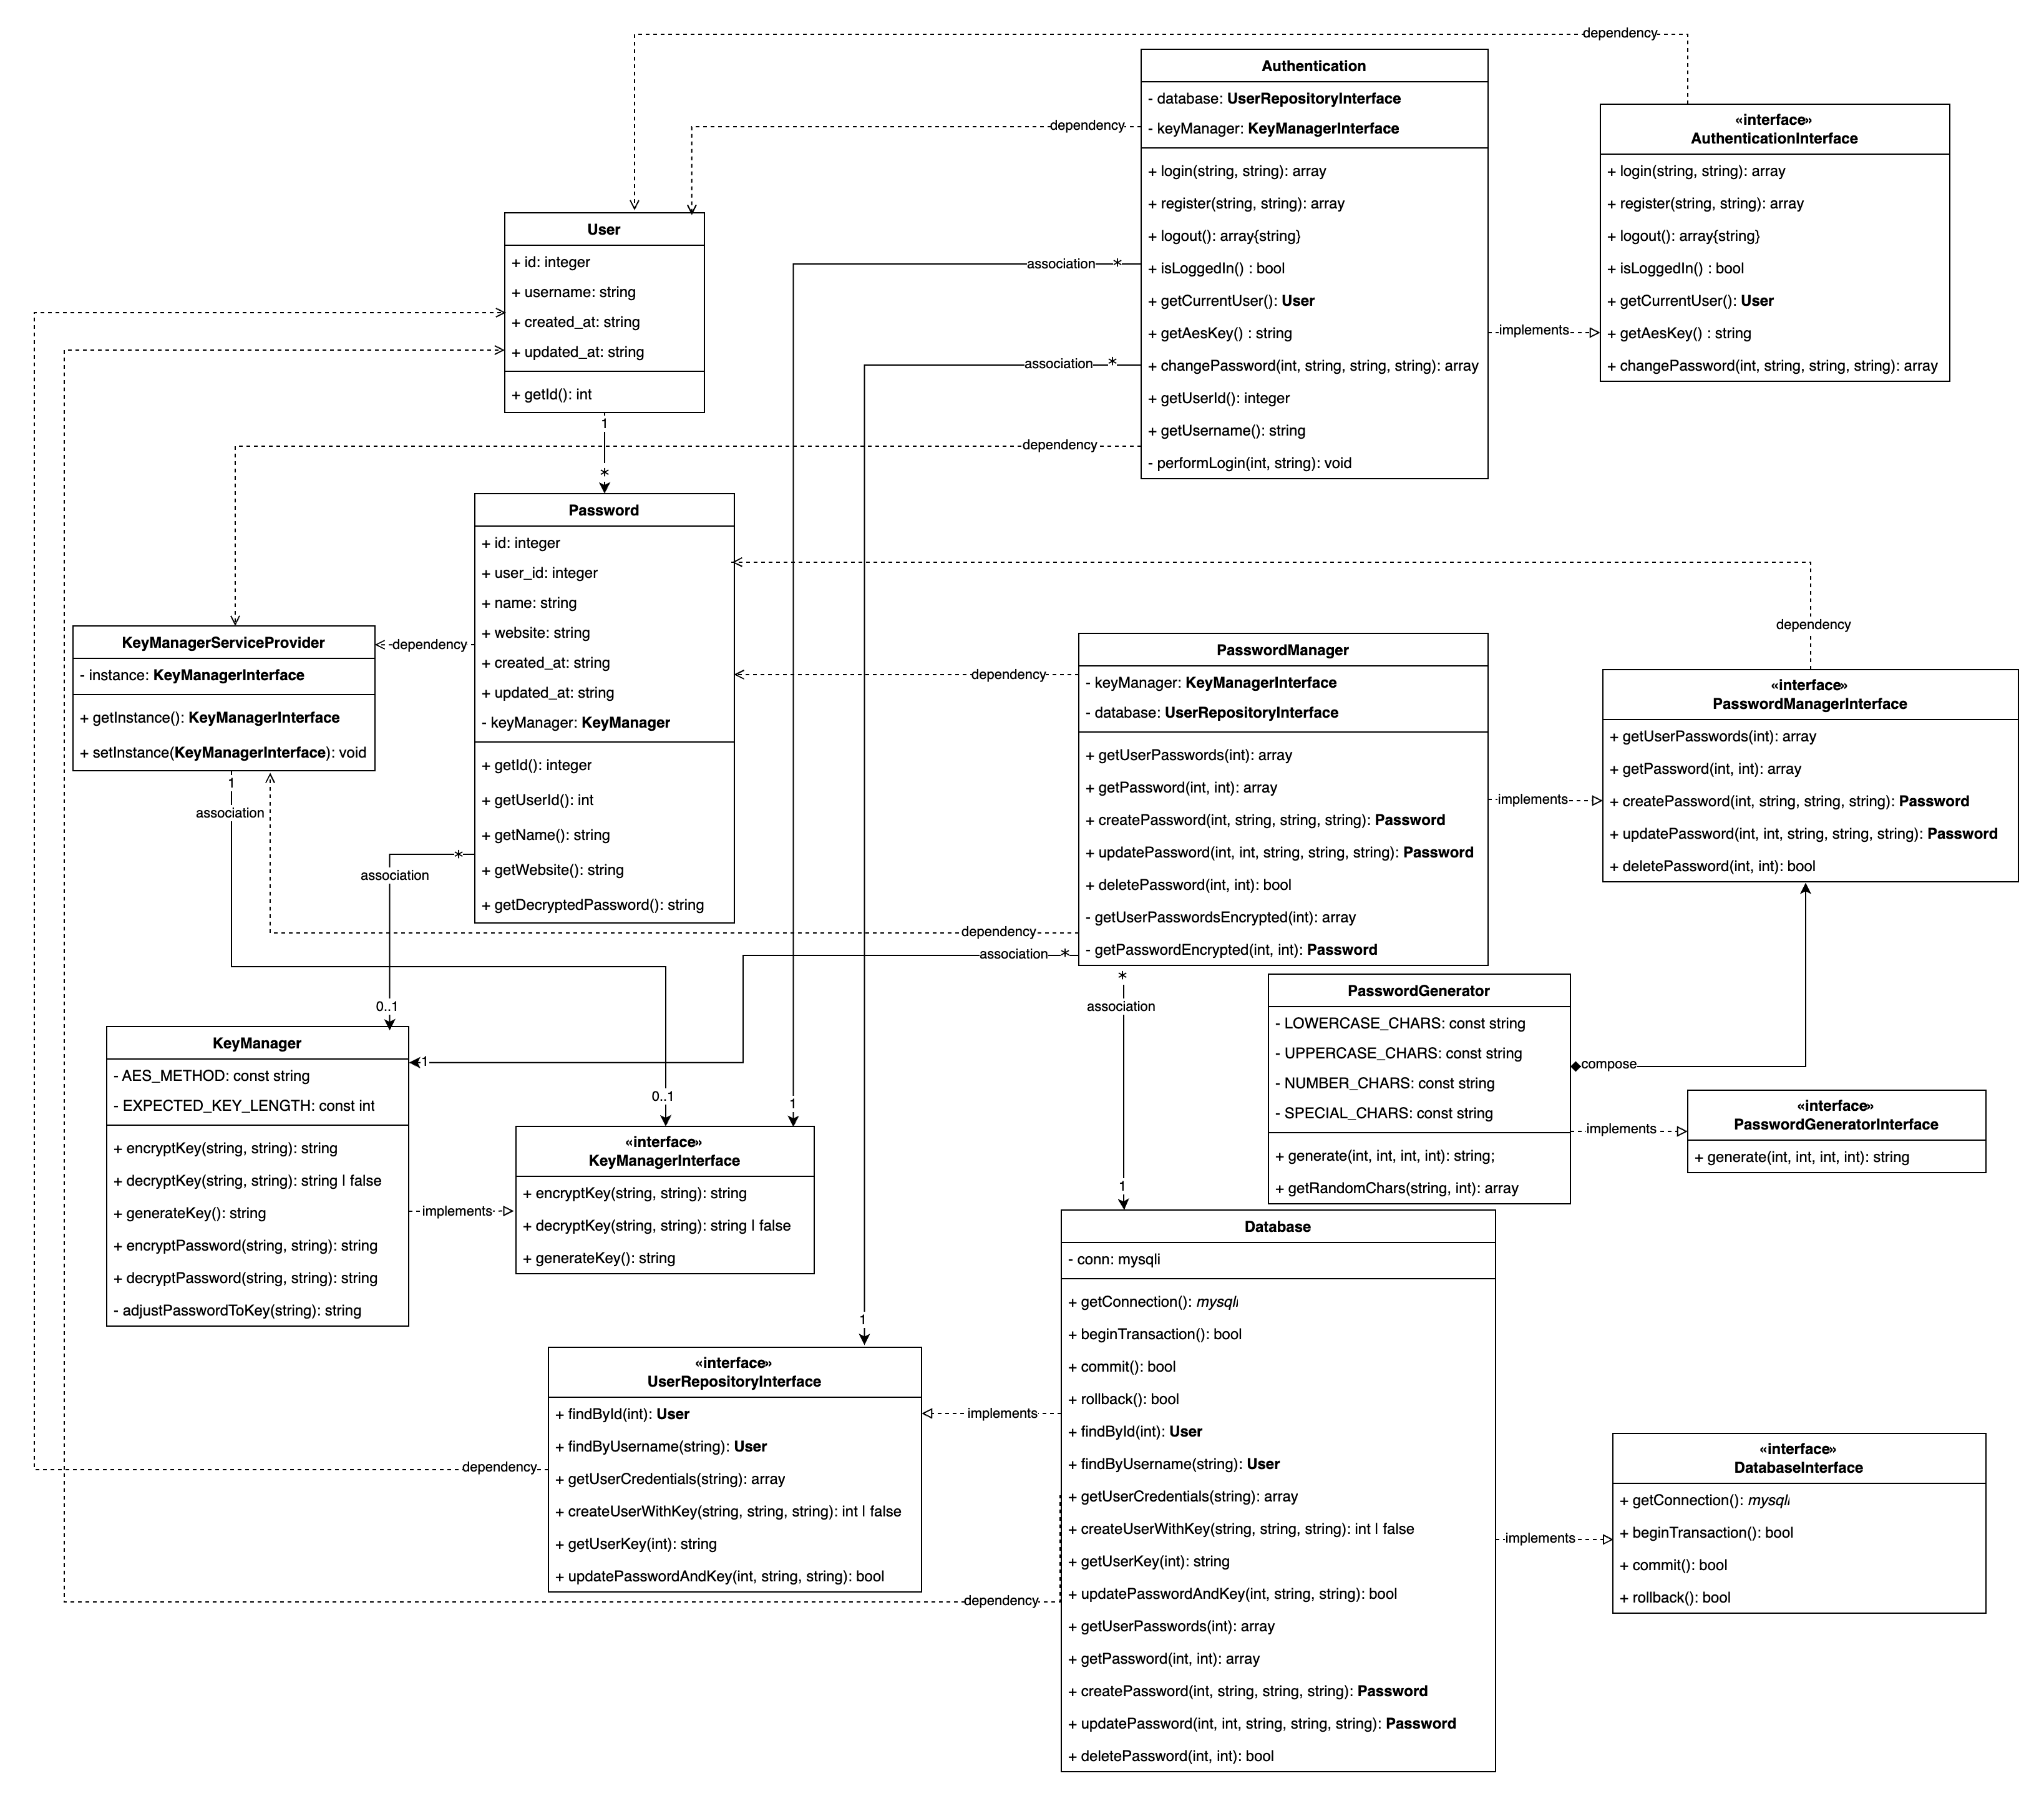 dependency
Authentication
- database: UserRepositoryInterface
- keyManager: KeyManagerInterface
+ login(string, string): array
+ register(string, string): array
+ logout(): array{string}
+ isLoggedIn() : bool
+ getCurrentUser(): User
+ getAesKey() : string
+ changePassword(int, string, string, string): array
+ getUserId(): integer
+ getUsername(): string
- performLogin(int, string): void
«interface»
AuthenticationInterface
+ login(string, string): array
+ register(string, string): array
+ logout(): array{string}
+ isLoggedIn() : bool
+ getCurrentUser(): User
+ getAesKey() : string
+ changePassword(int, string, string, string): array
implements
dependency
association
*
association
*
dependency
User
+ id: integer
+ username: string
+ created_at: string
+ updated_at: string
+ getId(): int
1
*
Password
+ id: integer
+ user_id: integer
+ name: string
+ website: string
+ created_at: string
+ updated_at: string
- keyManager: KeyManager
+ getId(): integer
+ getUserId(): int
+ getName(): string
+ getWebsite(): string
+ getDecryptedPassword(): string
KeyManagerServiceProvider
- instance: KeyManagerInterface
+ getInstance(): KeyManagerInterface
+ setInstance(KeyManagerInterface): void
dependency
1
association
*
association
0..1
dependency
PasswordManager
- keyManager: KeyManagerInterface
- database: UserRepositoryInterface
+ getUserPasswords(int): array
+ getPassword(int, int): array
+ createPassword(int, string, string, string): Password
+ updatePassword(int, int, string, string, string): Password
+ deletePassword(int, int): bool
- getUserPasswordsEncrypted(int): array
- getPasswordEncrypted(int, int): Password
dependency
association
*
*
association
dependency
«interface»
PasswordManagerInterface
+ getUserPasswords(int): array
+ getPassword(int, int): array
+ createPassword(int, string, string, string): Password
+ updatePassword(int, int, string, string, string): Password
+ deletePassword(int, int): bool
implements
PasswordGenerator
- LOWERCASE_CHARS: const string
- UPPERCASE_CHARS: const string
- NUMBER_CHARS: const string
- SPECIAL_CHARS: const string
+ generate(int, int, int, int): string;
+ getRandomChars(string, int): array
compose
implements
«interface»
PasswordGeneratorInterface
+ generate(int, int, int, int): string
KeyManager
- AES_METHOD: const string
- EXPECTED_KEY_LENGTH: const int
+ encryptKey(string, string): string
+ decryptKey(string, string): string | false
+ generateKey(): string
+ encryptPassword(string, string): string
+ decryptPassword(string, string): string
- adjustPasswordToKey(string): string
1
implements
0..1
1
«interface»
KeyManagerInterface
+ encryptKey(string, string): string
+ decryptKey(string, string): string | false
+ generateKey(): string
1
1
Database
- conn: mysqli
+ getConnection(): mysqli
+ beginTransaction(): bool
+ commit(): bool
+ rollback(): bool
+ findById(int): User
+ findByUsername(string): User
+ getUserCredentials(string): array
+ createUserWithKey(string, string, string): int | false
+ getUserKey(int): string
+ updatePasswordAndKey(int, string, string): bool
+ getUserPasswords(int): array
+ getPassword(int, int): array
+ createPassword(int, string, string, string): Password
+ updatePassword(int, int, string, string, string): Password
+ deletePassword(int, int): bool
«interface»
UserRepositoryInterface
+ findById(int): User
+ findByUsername(string): User
+ getUserCredentials(string): array
+ createUserWithKey(string, string, string): int | false
+ getUserKey(int): string
+ updatePasswordAndKey(int, string, string): bool
implements
dependency
dependency
implements
«interface»
DatabaseInterface
+ getConnection(): mysqli
+ beginTransaction(): bool
+ commit(): bool
+ rollback(): bool